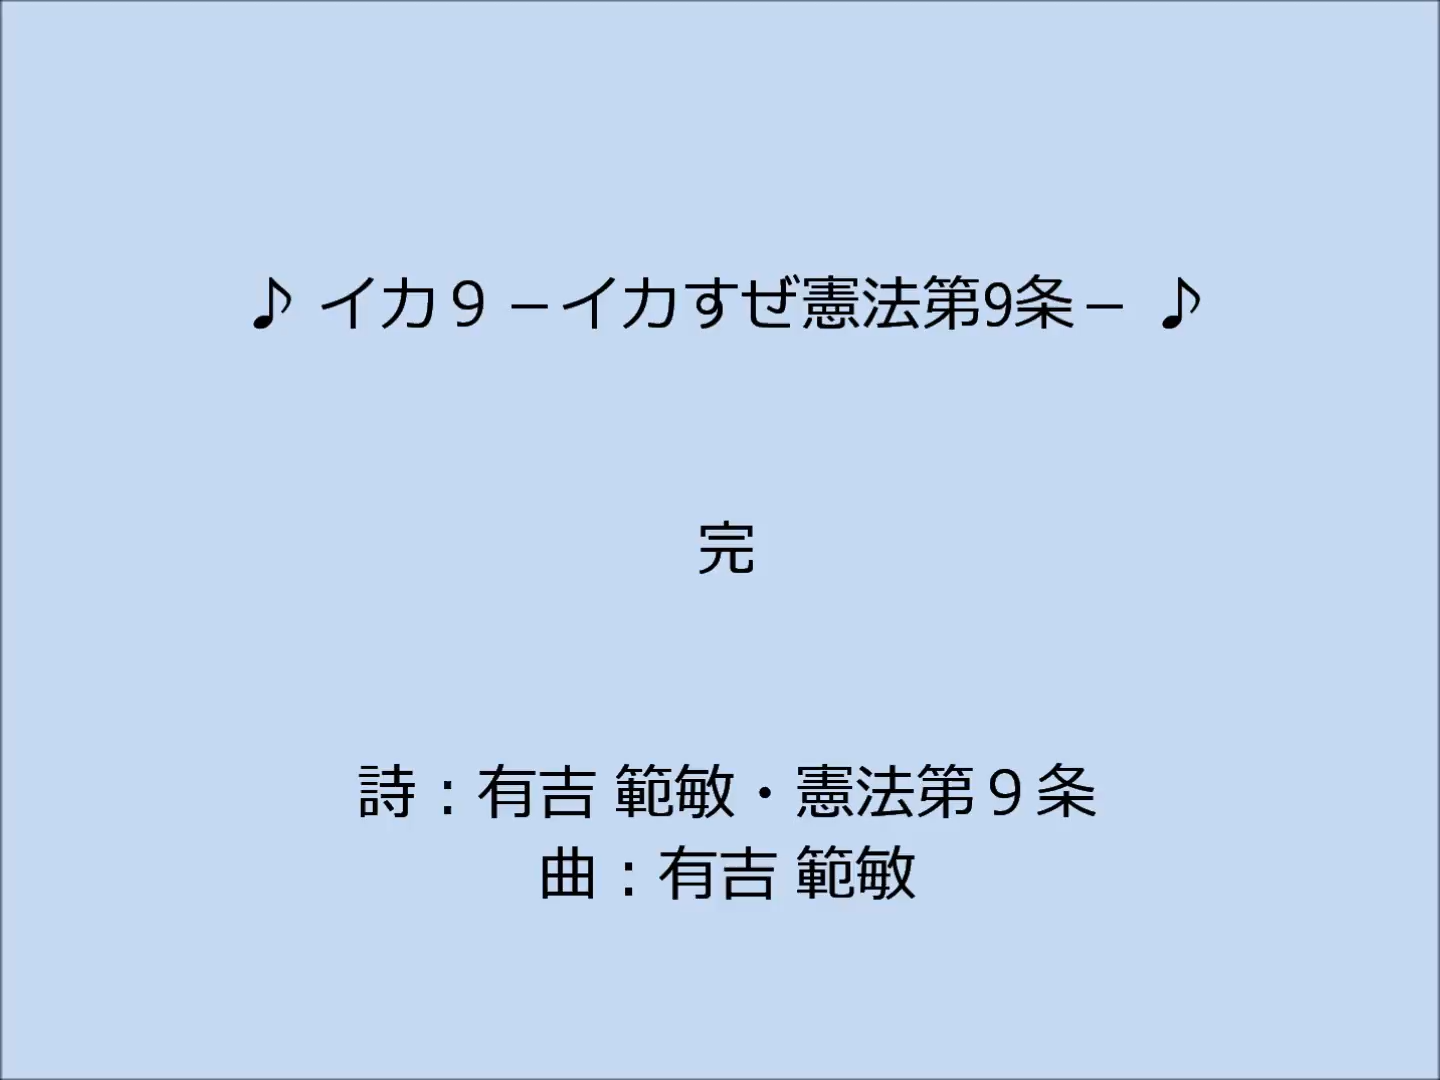 ♪ イカ９－イカすぜ憲法第9条－ ♪
完
詩：有吉 範敏・憲法第９条
曲：有吉 範敏